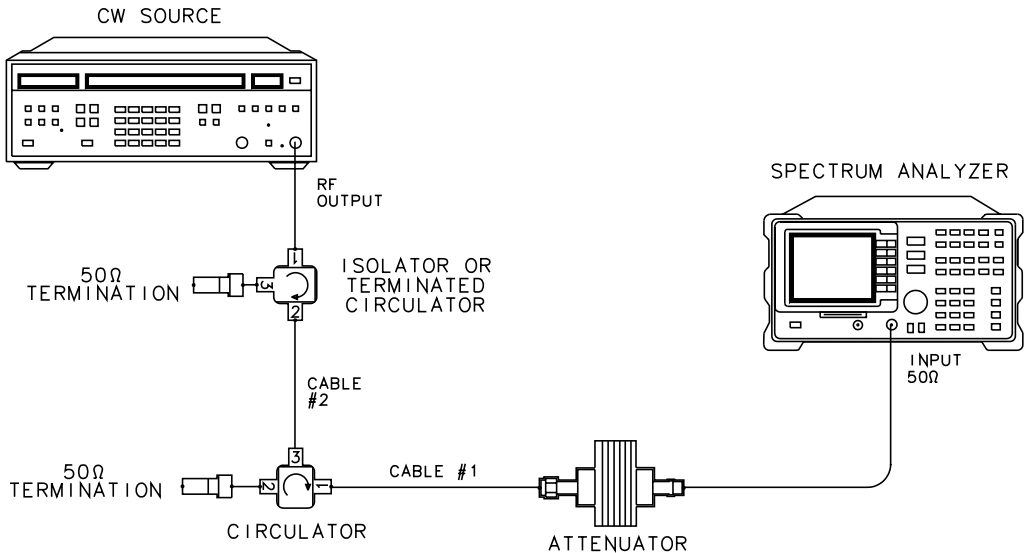 CW SOURCE
RF
OUTPUT
SPECTRUM ANALYZER
1
50Ω
TERMINATION
3
2
ISOLATOR OR
TERMINATED
CIRCULATOR
INPUT
50Ω
CABLE
#2
3
50Ω
TERMINATION
2
1
CABLE #1
CIRCULATOR
ATTENUATOR